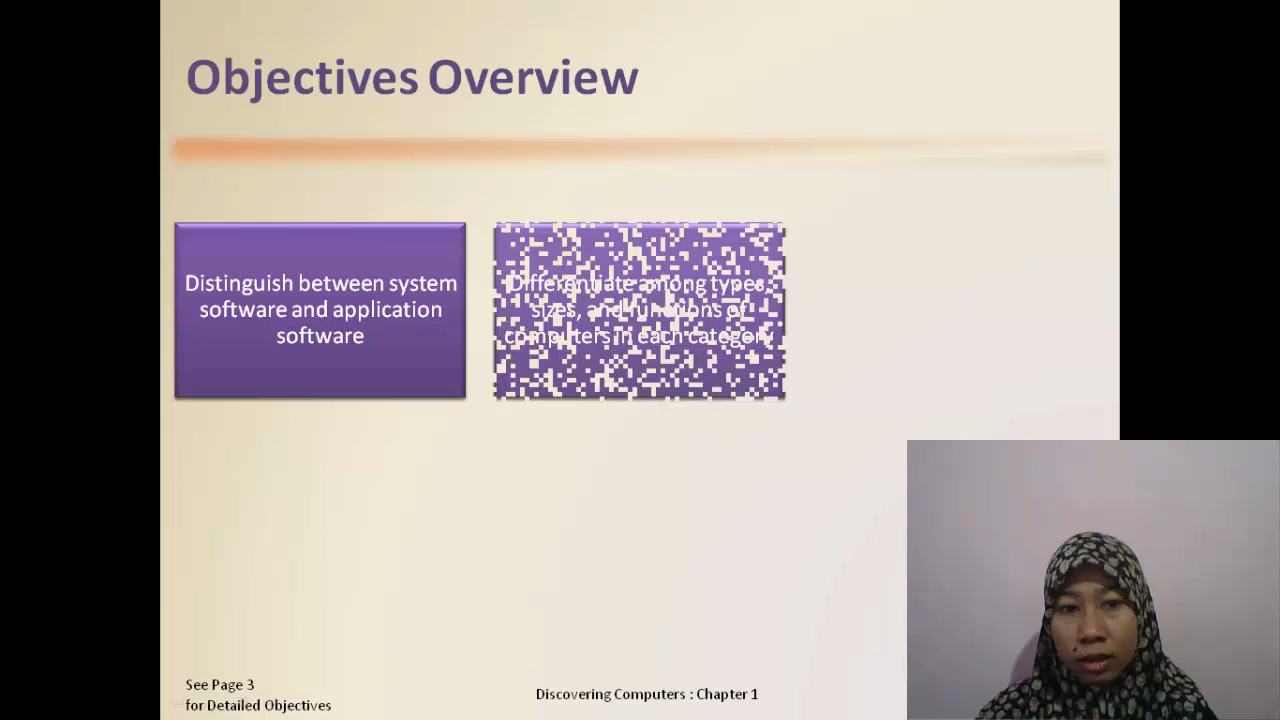 Objectives Overview
Distinguish between system
software and application
software
Differentiate among types,
sizes, and functions of
computers in each category
See Page 3
for Detailed Objectives
Discovering Computers : Chapter 1